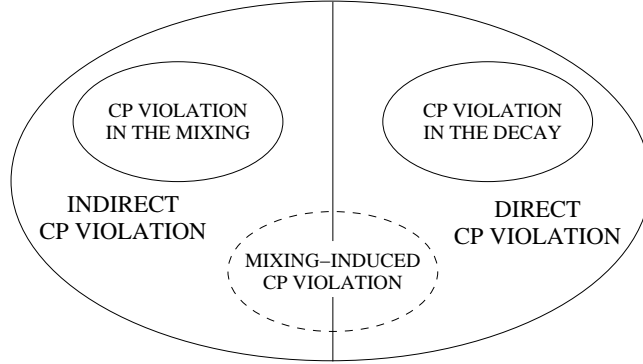 CP VIOLATION
IN THE MIXING
CP VIOLATION
IN THE DECAY
INDIRECT
CP VIOLATION
DIRECT
CP VIOLATION
MIXING–INDUCED
CP VIOLATION